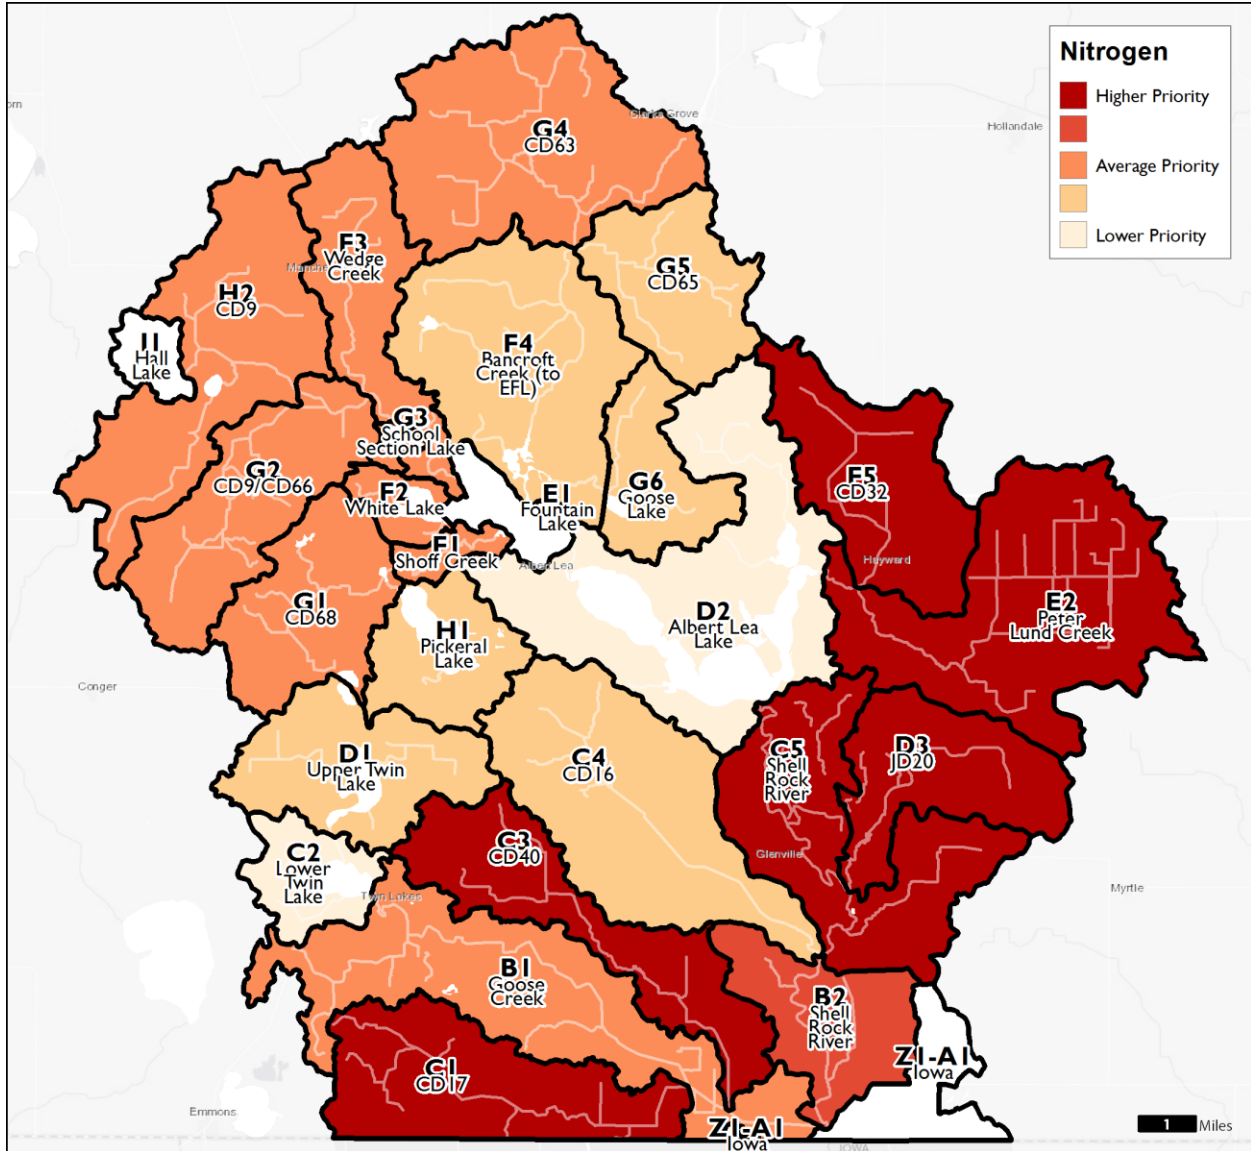 Nitrogen
Higher Priority
Average Priority
Lower Priority
Hollandale
G4
CD63
F3
Wedge
Creek
H2
CD9
G5
CD65
I1
Hall
Lake
F4
Bancroft
Creek (to
EFL)
G3
School
Section Lake
G2
CD9/CD66
F2
White Lake
G6
Goose
Lake
E1
Fountain
Lake
F5
CD32
F1
Shoff Creek
Albert Lea
Hayward
G1
CD68
D2
Albert Lea
Lake
E2
Peter
Lund Creek
H1
Pickeral
Lake
Conger
D1
Upper Twin
Lake
C4
CD16
C5
Shell
Rock
River
D3
JD20
C3
CD40
C2
Lower
Twin
Lake
Glenville
Twin Lakes
Myrtle
B1
Goose
Creek
B2
Shell
Rock
River
Z1-A1
Iowa
C1
CD17
Emmons
Z1-A1
Iowa
1 Miles
IOWA